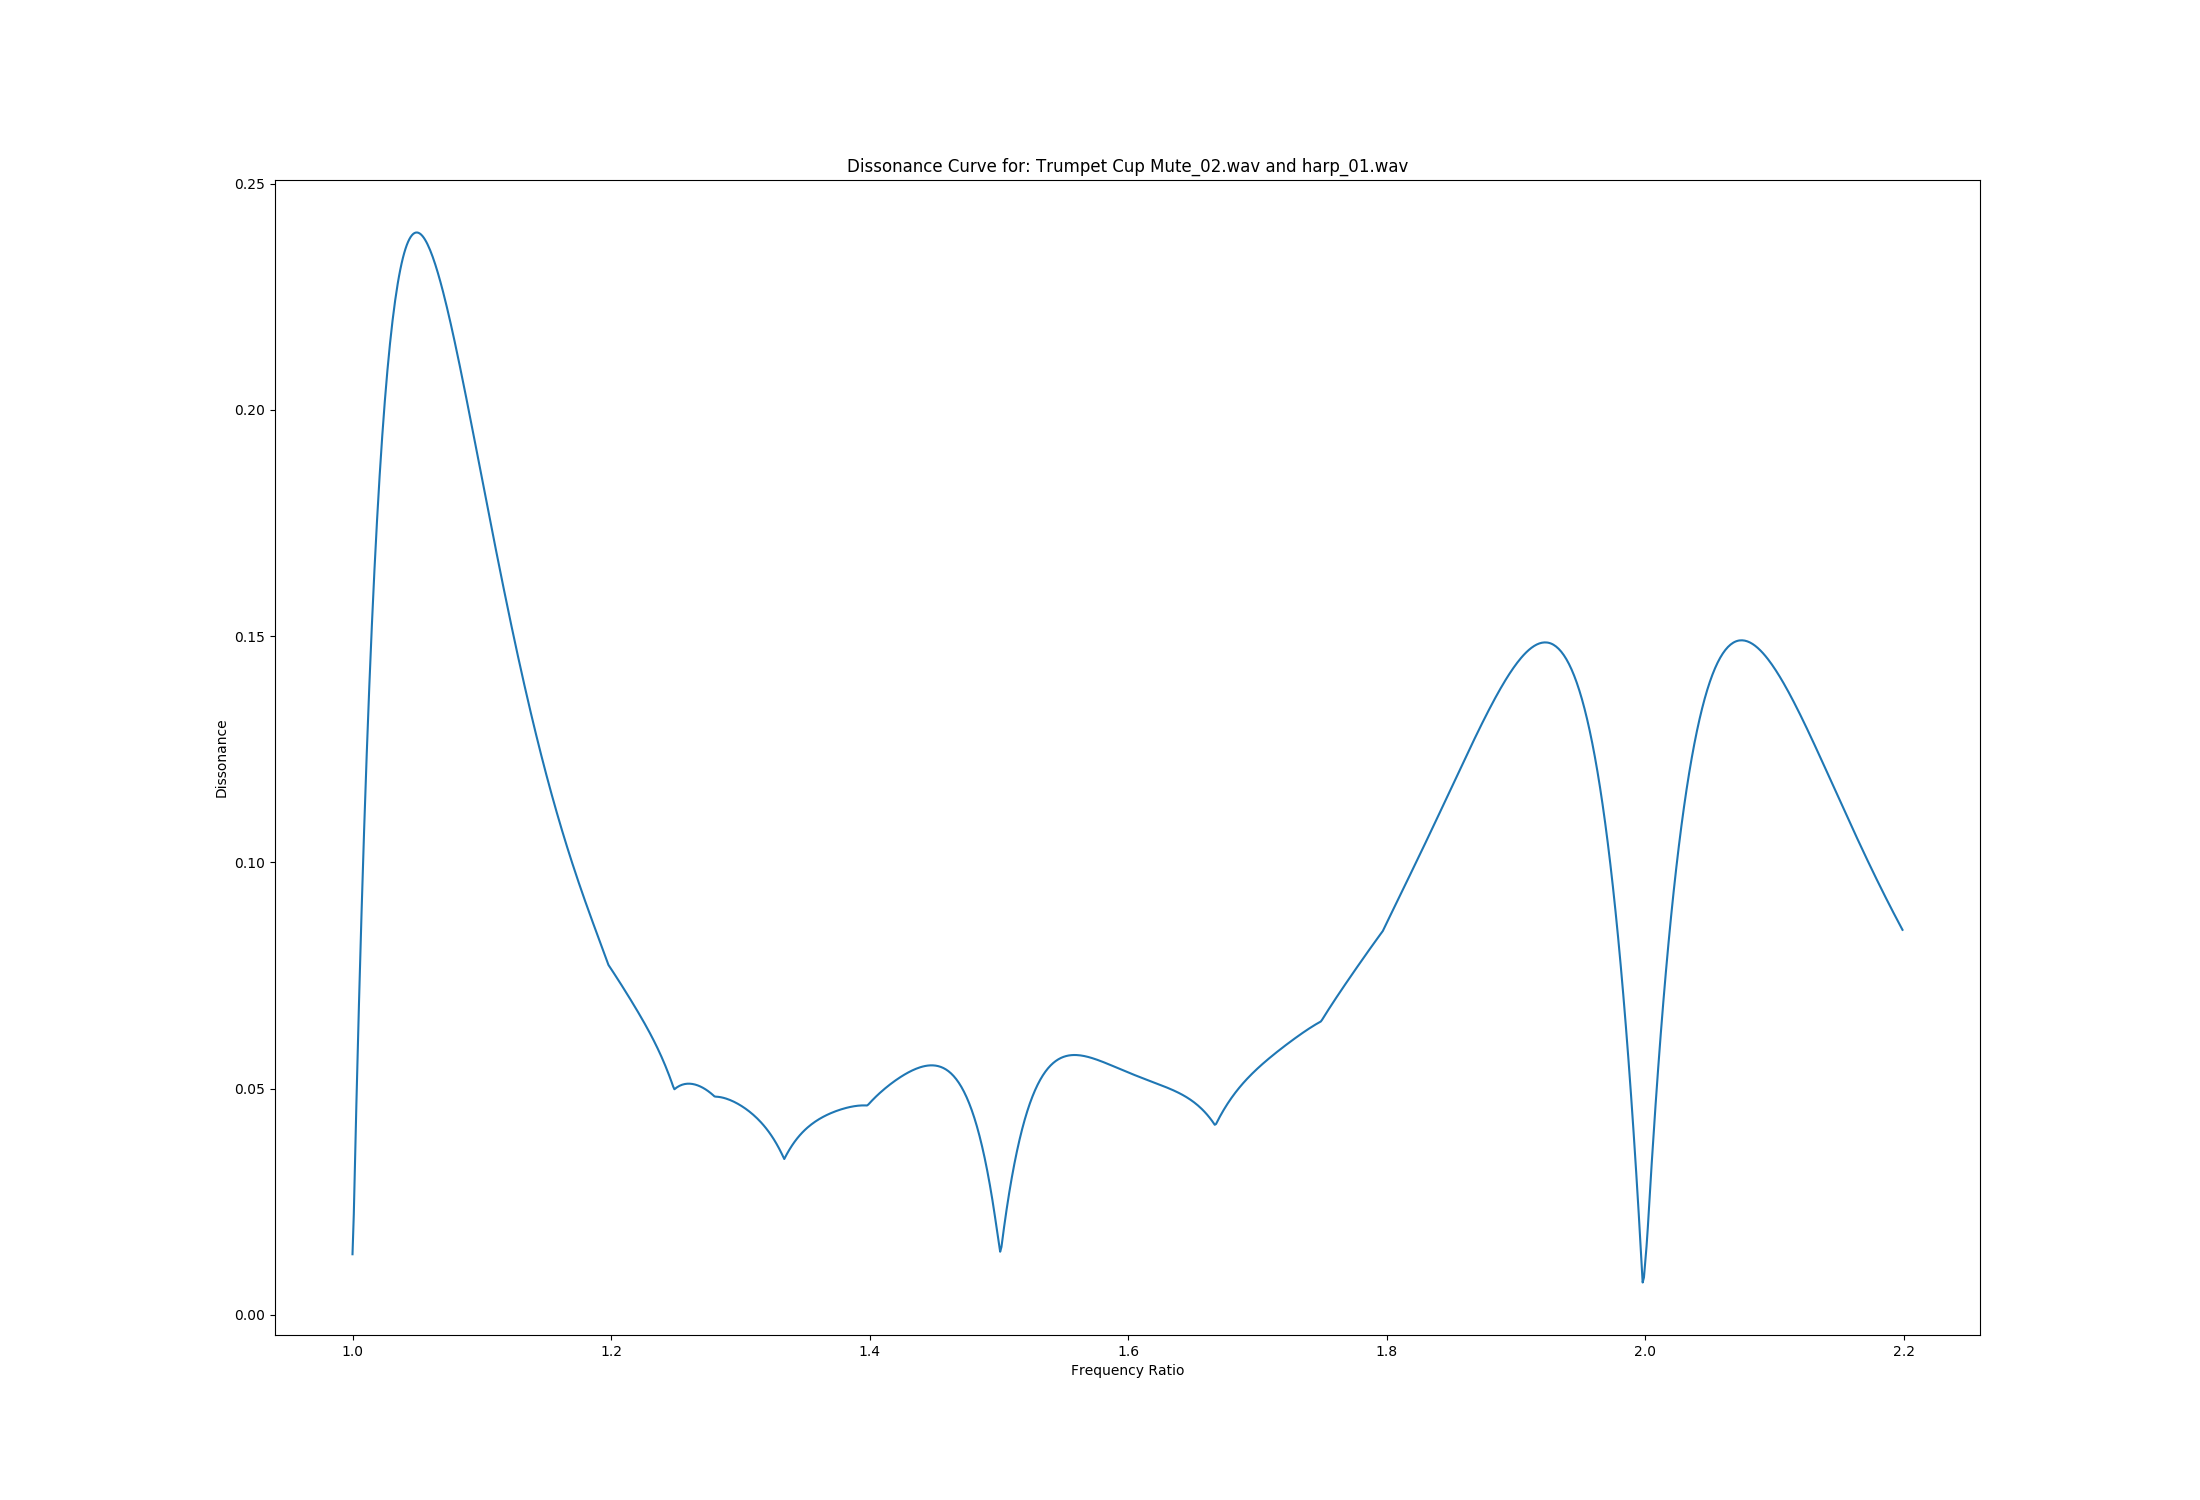 Dissonance Curve for: Trumpet Cup Mute_02.wav and harp_01.wav
0.25
0.20
0.15
0.10
0.05
0.00
Dissonance
1.0 1.2 1.4 1.6 1.8 2.0 2.2
Frequency Ratio